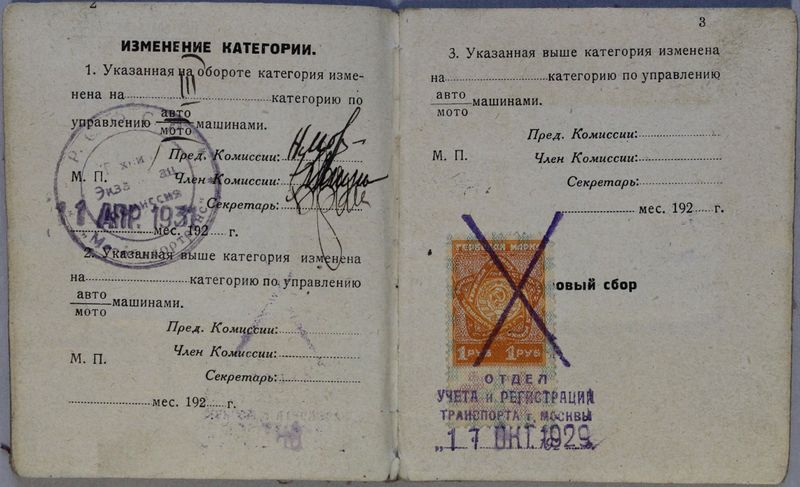 2
ИЗМЕНЕНИЕ КАТЕГОРИИ.
1. Указанная на обороте категория изме-
нена на III категорию по
управлению авто
мото машинами.
Пред. Комиссии:
М. П. Член Комиссии:
Секретарь:
11 АПР. 1931
мес. 192 г.
2. Указанная выше категория изменена
на категорию по управлению
авто
мото машинами.
Пред. Комиссии:
М. П. Член Комиссии:
Секретарь:
мес. 192 г.
3
3. Указанная выше категория изменена
на категорию по управлению
авто
мото машинами.
Пред. Комиссии:
М. П. Член Комиссии:
Секретарь:
мес. 192 г.
ГЕРБОВАЯ МАРКА
овый сбор
1 РУБ 1 РУБ
ОТДЕЛ
УЧЕТА и РЕГИСТРАЦИИ
ТРАНСПОРТА г. МОСКВЫ
"17 ОКТ. 1929